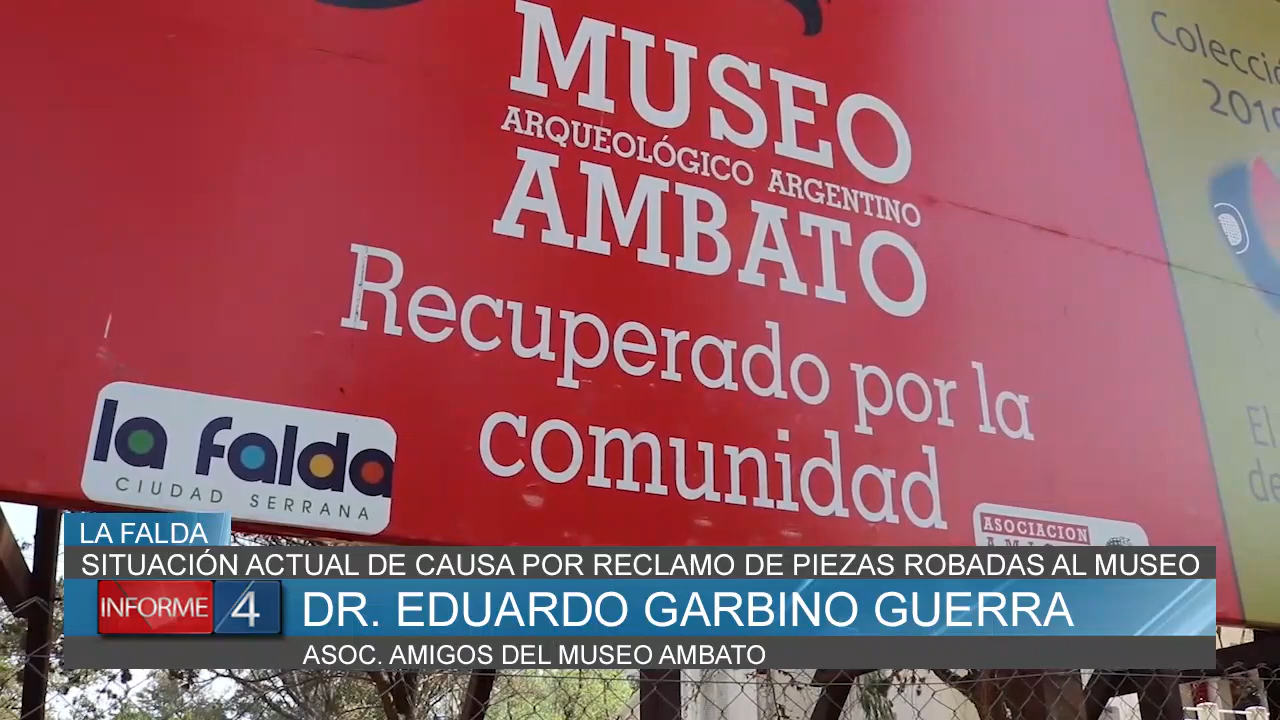 MUSEO
ARQUEOLÓGICO ARGENTINO
AMBATO
Recuperado por la
comunidad
la falda
CIUDAD SERRANA
ASOCIACION
Colecci
2010
El
de
LA FALDA
SITUACIÓN ACTUAL DE CAUSA POR RECLAMO DE PIEZAS ROBADAS AL MUSEO
INFORME 4
DR. EDUARDO GARBINO GUERRA
ASOC. AMIGOS DEL MUSEO AMBATO